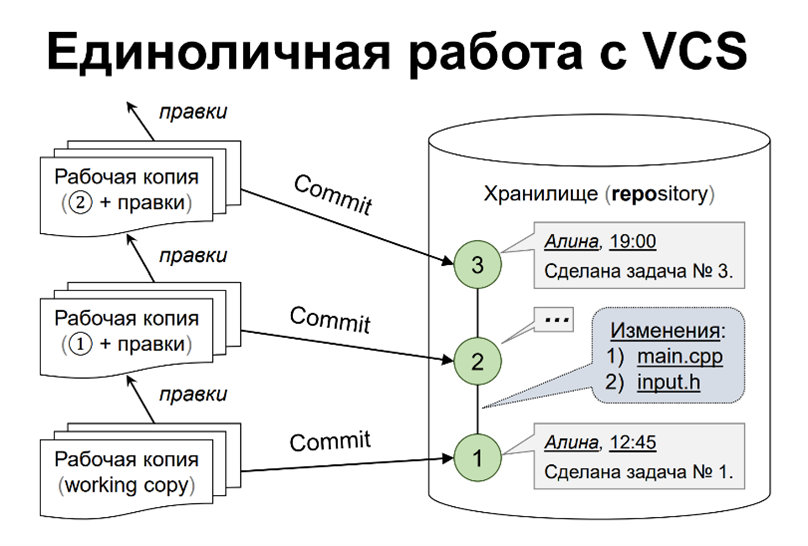 Единоличная работа с VCS
правки
Рабочая копия
(② + правки)
Commit
правки
Рабочая копия
(① + правки)
Commit
правки
Рабочая копия
(working copy)
Commit
Хранилище (repository)
3
Алина, 19:00
Сделана задача № 3.
...
2
Изменения:
1) main.cpp
2) input.h
1
Алина, 12:45
Сделана задача № 1.